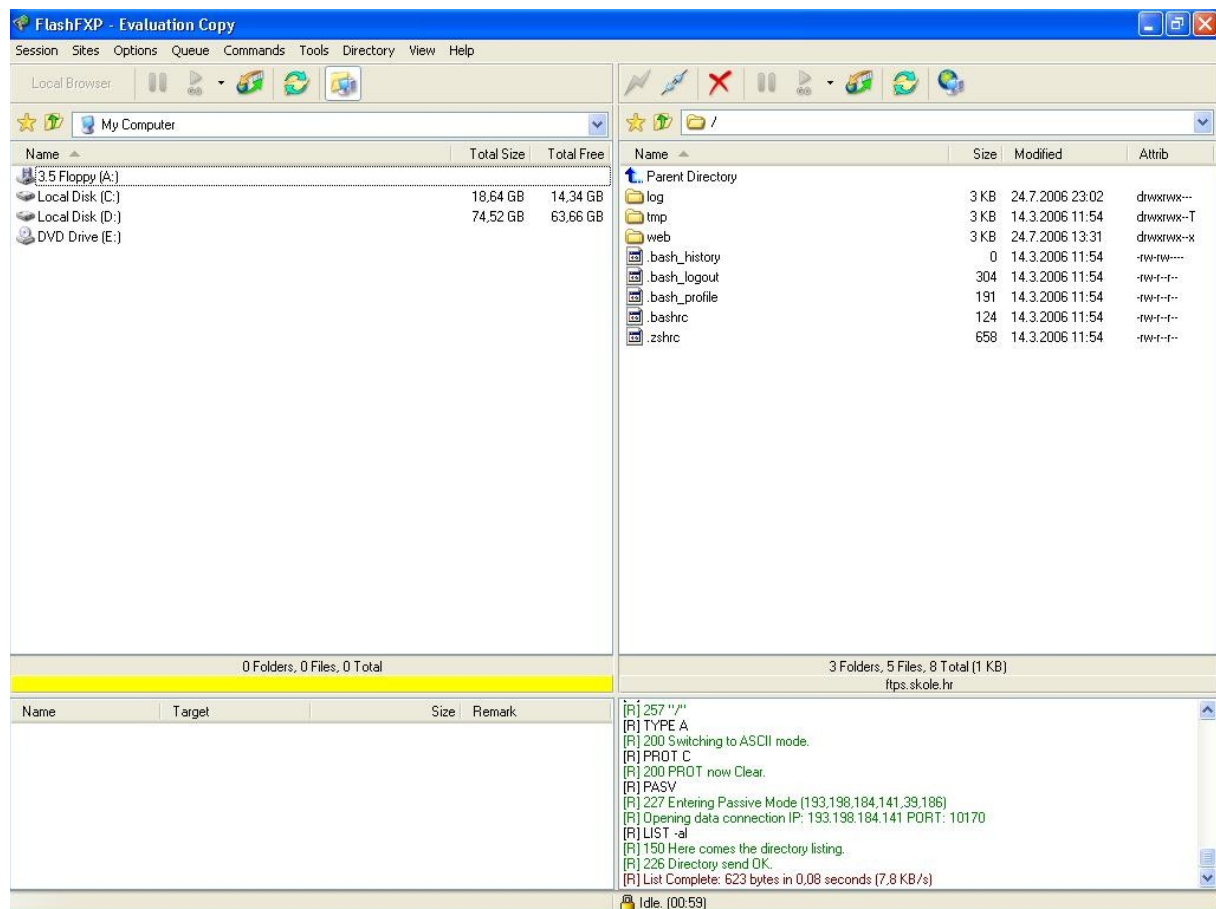 FlashFXP - Evaluation Copy
Session Sites Options Queue Commands Tools Directory View Help
Local Browser
My Computer
/
Name Total Size Total Free
3.5 Floppy (A:)
Local Disk (C:) 18,64 GB 14,34 GB
Local Disk (D:) 74,52 GB 63,66 GB
DVD Drive (E:)
0 Folders, 0 Files, 0 Total
Name Size Modified Attrib
Parent Directory
log 3 KB 24.7.2006 23:02 drwxrwx---
tmp 3 KB 14.3.2006 11:54 drwxrwx--T
web 3 KB 24.7.2006 13:31 drwxrwx--x
.bash_history 0 14.3.2006 11:54 -rw-rw----
.bash_logout 304 14.3.2006 11:54 -rw-r--r--
.bash_profile 191 14.3.2006 11:54 -rw-r--r--
.bashrc 124 14.3.2006 11:54 -rw-r--r--
.zshrc 658 14.3.2006 11:54 -rw-r--r--
3 Folders, 5 Files, 8 Total (1 KB)
ftps.skole.hr
Name Target Size Remark
[R] 257 "/"
[R] TYPE A
[R] 200 Switching to ASCII mode.
[R] PROT C
[R] 200 PROT now Clear.
[R] PASV
[R] 227 Entering Passive Mode (193,198,184,141,39,186)
[R] Opening data connection IP: 193.198.184.141 PORT: 10170
[R] LIST -al
[R] 150 Here comes the directory listing.
[R] 226 Directory send OK.
[R] List Complete: 623 bytes in 0,08 seconds (7,8 KB/s)
Idle. (00:59)